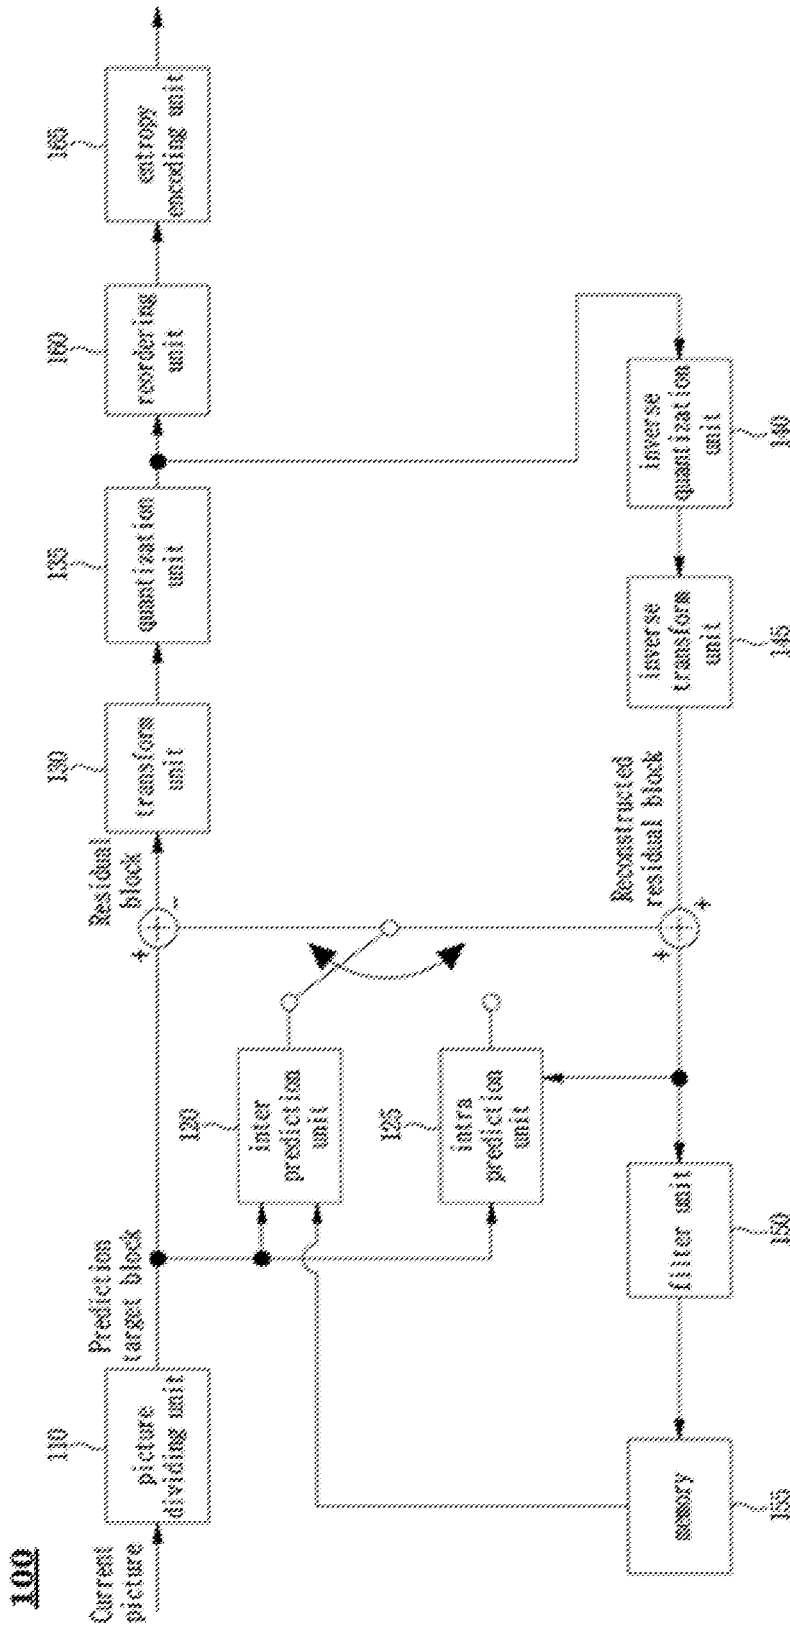 100
Current
picture
110
picture
dividing unit
Prediction
target block
120
inter
prediction
unit
125
intra
prediction
unit
+
-
Residual
block
130
transform
unit
135
quantization
unit
160
reordering
unit
165
entropy
encoding unit
140
inverse
quantization
unit
145
inverse
transform
unit
Reconstructed
residual block
+
+
150
filter unit
155
memory